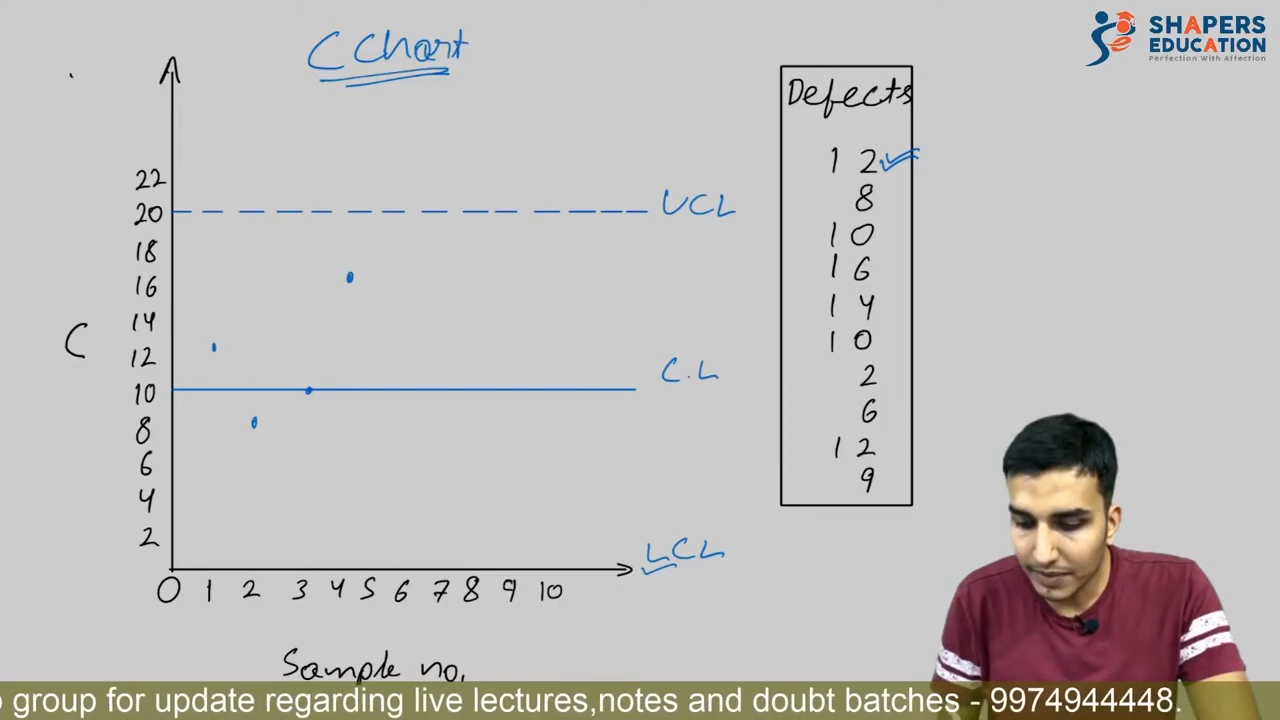 C Chart
SHAPERS
EDUCATION
Perfection With Affection
Defects
12
8
10
16
14
10
2
6
12
9
22
20
18
16
14
12
10
8
6
4
2
C
UCL
C.L
LCL
0 1 2 3 4 5 6 7 8 9 10
Sample no.
group for update regarding live lectures,notes and doubt batches - 9974944448.